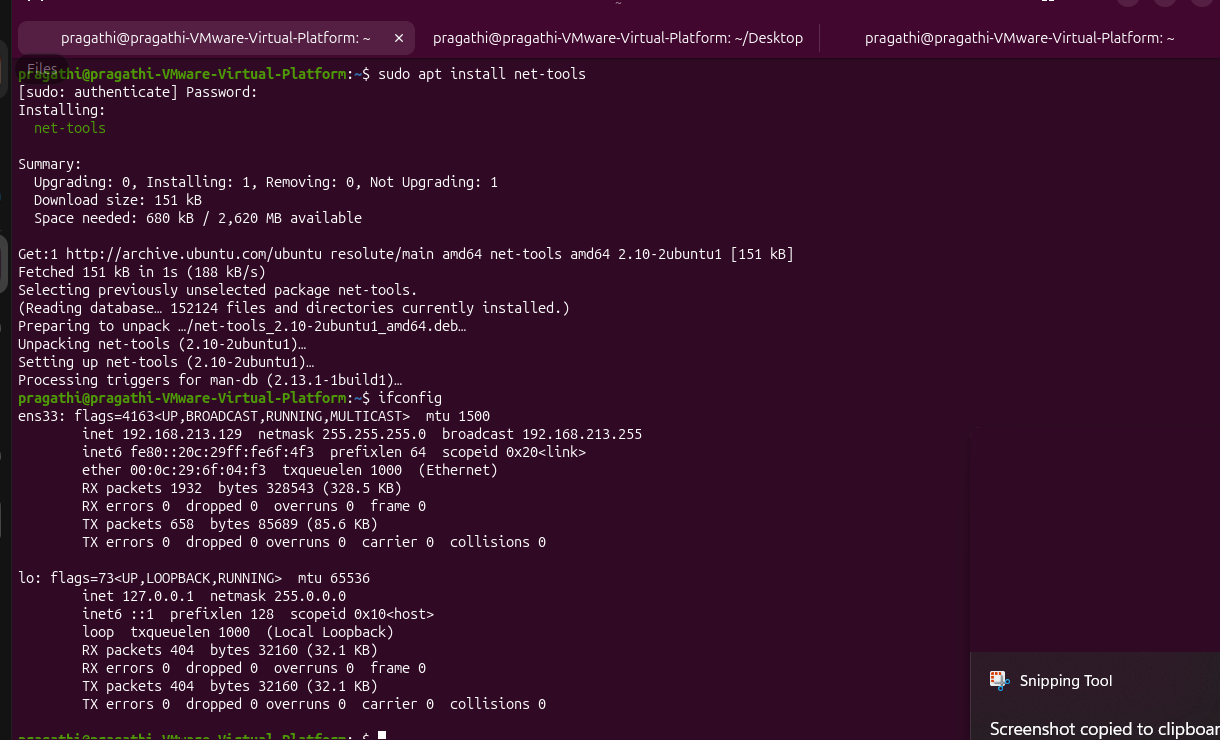 pragathi@pragathi-VMware-Virtual-Platform: ~ × pragathi@pragathi-VMware-Virtual-Platform: ~/Desktop pragathi@pragathi-VMware-Virtual-Platform: ~
Files
pragathi@pragathi-VMware-Virtual-Platform:~$ sudo apt install net-tools
[sudo: authenticate] Password:
Installing:
  net-tools

Summary:
  Upgrading: 0, Installing: 1, Removing: 0, Not Upgrading: 1
  Download size: 151 kB
  Space needed: 680 kB / 2,620 MB available

Get:1 http://archive.ubuntu.com/ubuntu resolute/main amd64 net-tools amd64 2.10-2ubuntu1 [151 kB]
Fetched 151 kB in 1s (188 kB/s)
Selecting previously unselected package net-tools.
(Reading database… 152124 files and directories currently installed.)
Preparing to unpack …/net-tools_2.10-2ubuntu1_amd64.deb…
Unpacking net-tools (2.10-2ubuntu1)…
Setting up net-tools (2.10-2ubuntu1)…
Processing triggers for man-db (2.13.1-1build1)…
pragathi@pragathi-VMware-Virtual-Platform:~$ ifconfig
ens33: flags=4163<UP,BROADCAST,RUNNING,MULTICAST>  mtu 1500
        inet 192.168.213.129  netmask 255.255.255.0  broadcast 192.168.213.255
        inet6 fe80::20c:29ff:fe6f:4f3  prefixlen 64  scopeid 0x20<link>
        ether 00:0c:29:6f:04:f3  txqueuelen 1000  (Ethernet)
        RX packets 1932  bytes 328543 (328.5 KB)
        RX errors 0  dropped 0  overruns 0  frame 0
        TX packets 658  bytes 85689 (85.6 KB)
        TX errors 0  dropped 0 overruns 0  carrier 0  collisions 0

lo: flags=73<UP,LOOPBACK,RUNNING>  mtu 65536
        inet 127.0.0.1  netmask 255.0.0.0
        inet6 ::1  prefixlen 128  scopeid 0x10<host>
        loop  txqueuelen 1000  (Local Loopback)
        RX packets 404  bytes 32160 (32.1 KB)
        RX errors 0  dropped 0  overruns 0  frame 0
        TX packets 404  bytes 32160 (32.1 KB)
        TX errors 0  dropped 0 overruns 0  carrier 0  collisions 0

pragathi@pragathi-VMware-Virtual-Platform:~$
Snipping Tool
Screenshot copied to clipboar